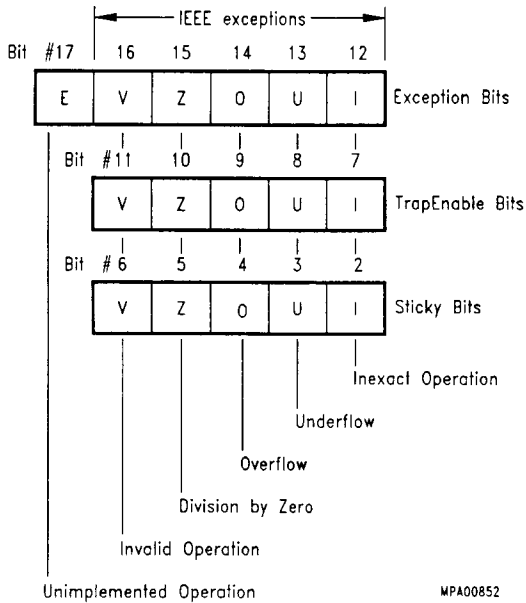 IEEE exceptions
Bit #17 16 15 14 13 12
E V Z O U I Exception Bits
Bit #11 10 9 8 7
V Z O U I TrapEnable Bits
Bit #6 5 4 3 2
V Z O U I Sticky Bits
Inexact Operation
Underflow
Overflow
Division by Zero
Invalid Operation
Unimplemented Operation
MPA00852